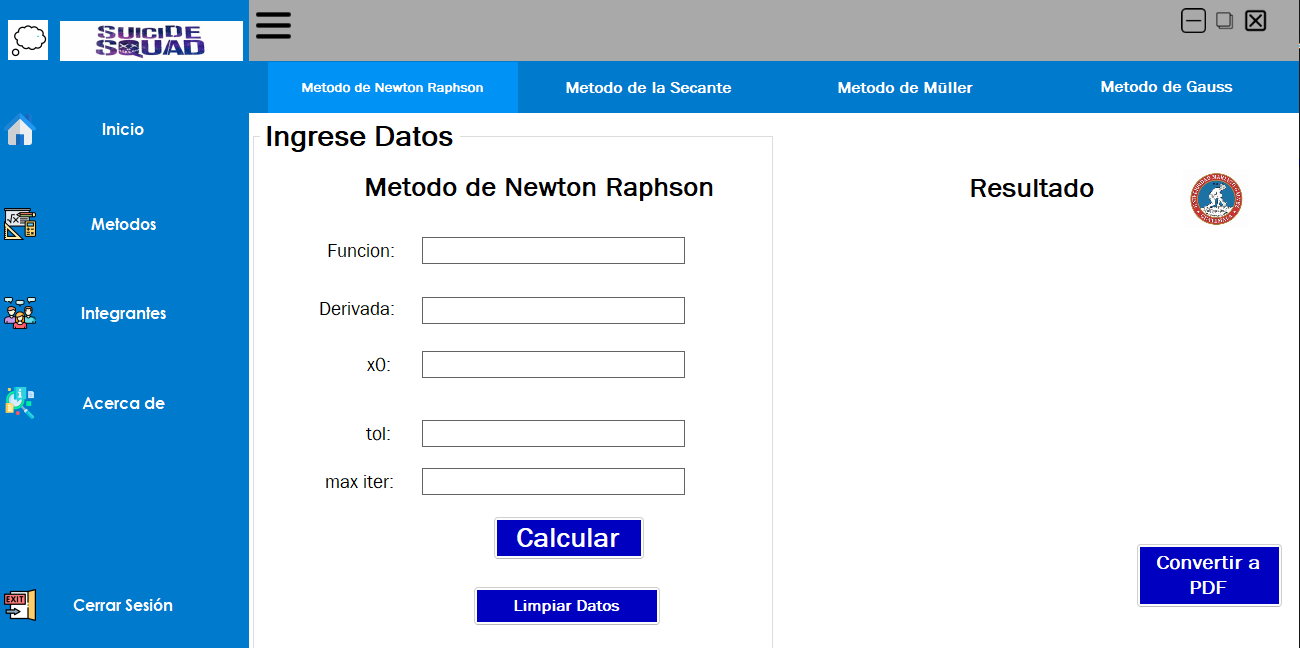 SUICIDE
SQUAD
Inicio
Metodos
Integrantes
Acerca de
Cerrar Sesión
EXIT
Metodo de Newton Raphson
Metodo de la Secante
Metodo de Müller
Metodo de Gauss
Ingrese Datos
Metodo de Newton Raphson
Funcion:
Derivada:
x0:
tol:
max iter:
Calcular
Limpiar Datos
Resultado
Convertir a
PDF